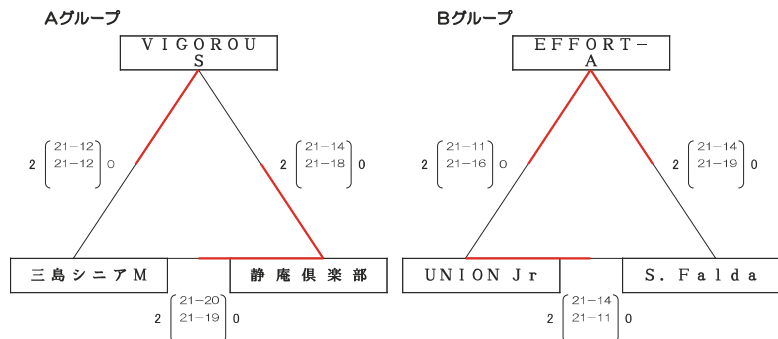 Aグループ
Bグループ
VIGOROU
S
EFFORT-
A
2 21-12 0
21-12
2 21-14 0
21-18
2 21-11 0
21-16
2 21-14 0
21-19
三島シニアM
静庵倶楽部
UNION Jr
S. Falda
2 21-20 0
21-19
2 21-14 0
21-11